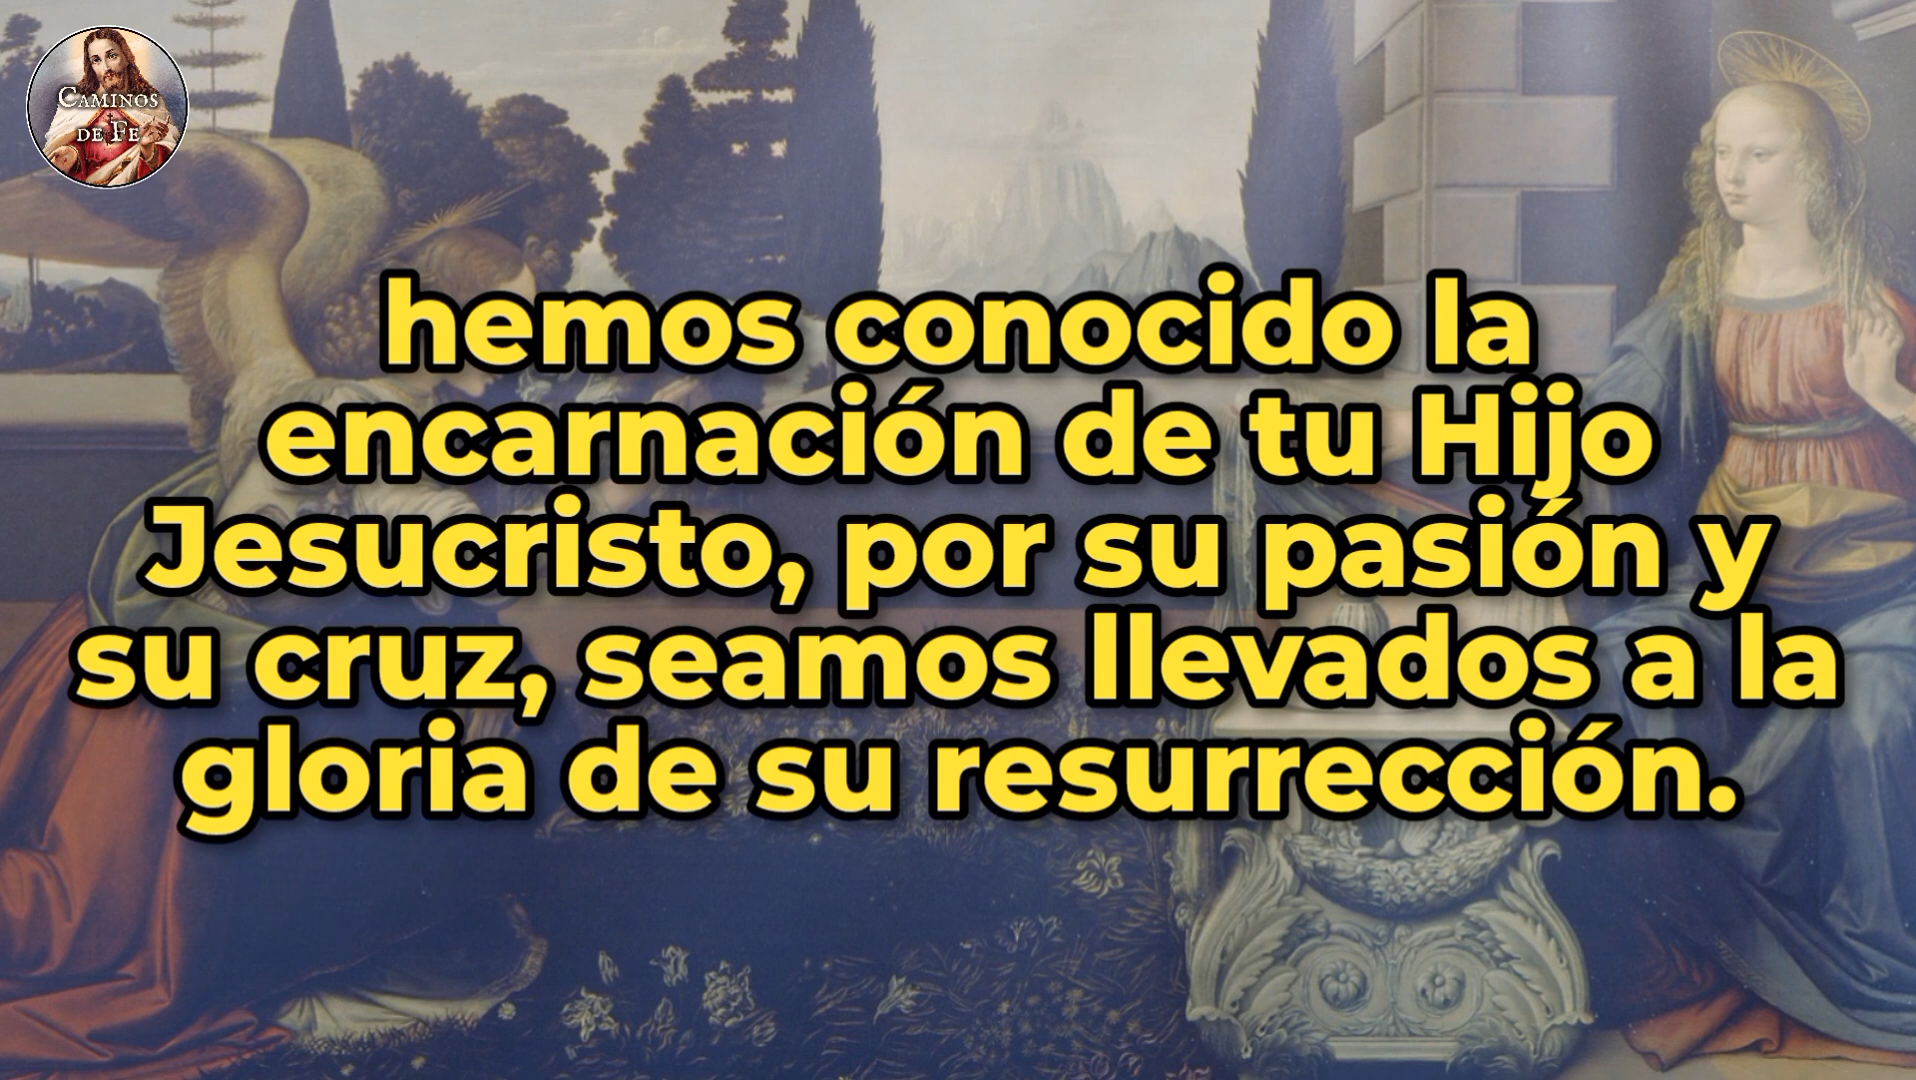 CAMINOS
DE FE
hemos conocido la
encarnación de tu Hijo
Jesucristo, por su pasión y
su cruz, seamos llevados a la
gloria de su resurrección.